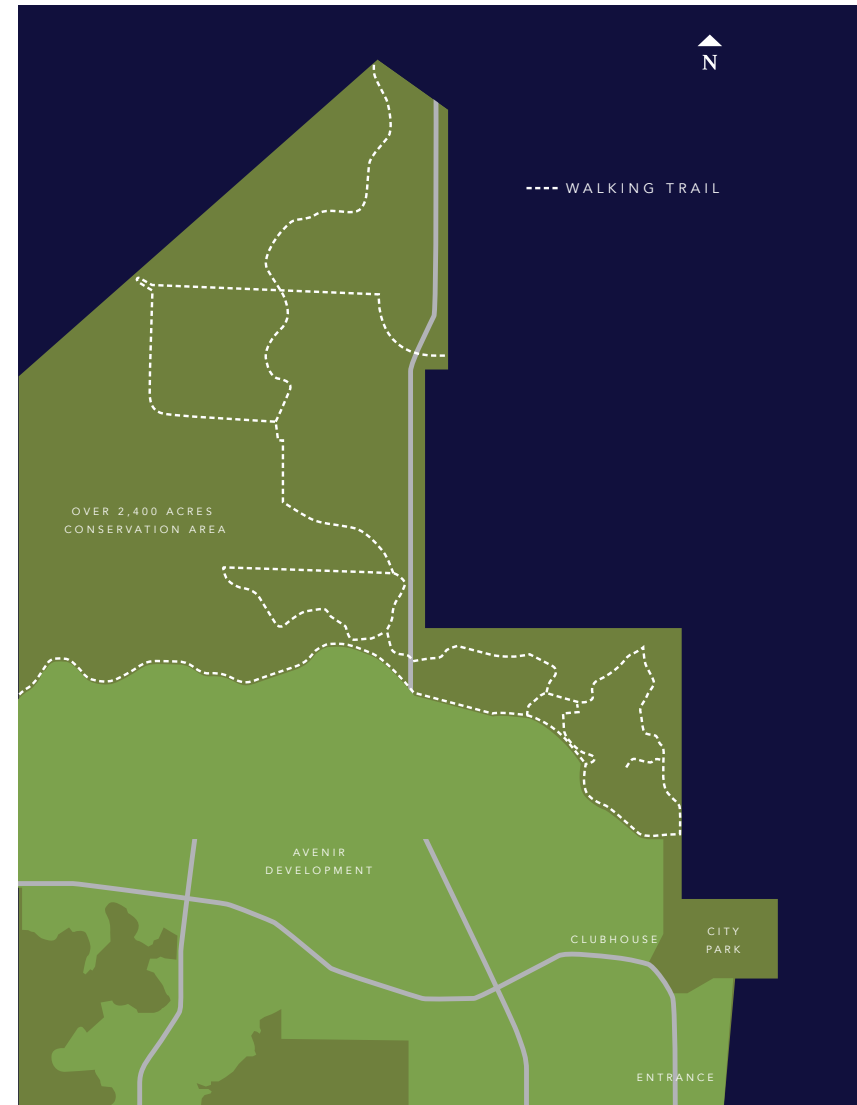 N
WALKING TRAIL
OVER 2,400 ACRES
CONSERVATION AREA
AVENIR
DEVELOPMENT
CLUBHOUSE
CITY
PARK
ENTRANCE